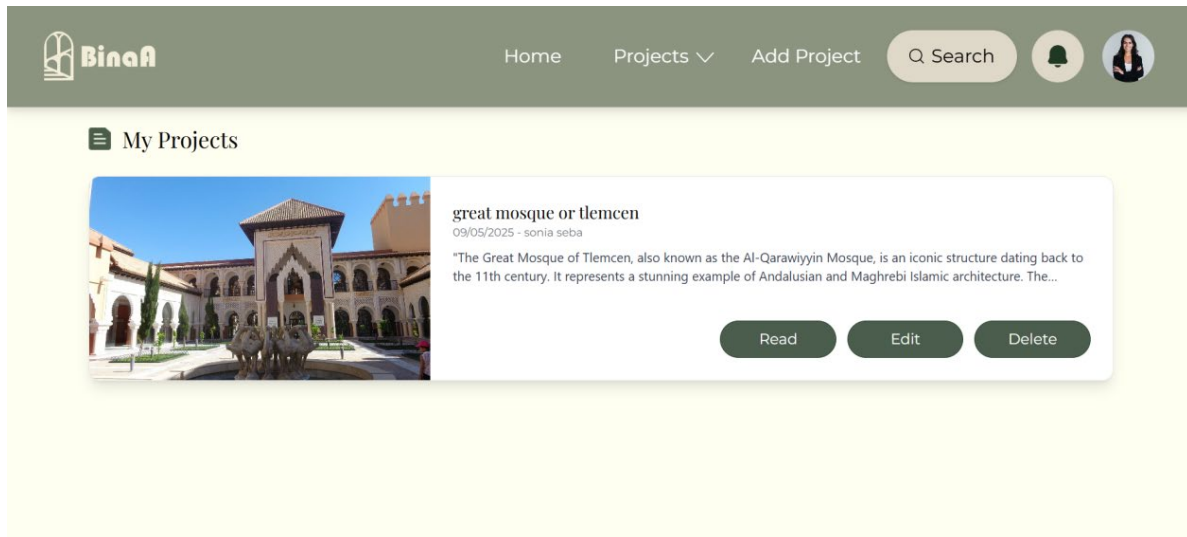 BinaA
Home Projects Add Project Search
My Projects
great mosque or tlemcen
09/05/2025 - sonia seba
"The Great Mosque of Tlemcen, also known as the Al-Qarawiyyin Mosque, is an iconic structure dating back to
the 11th century. It represents a stunning example of Andalusian and Maghrebi Islamic architecture. The...
Read Edit Delete